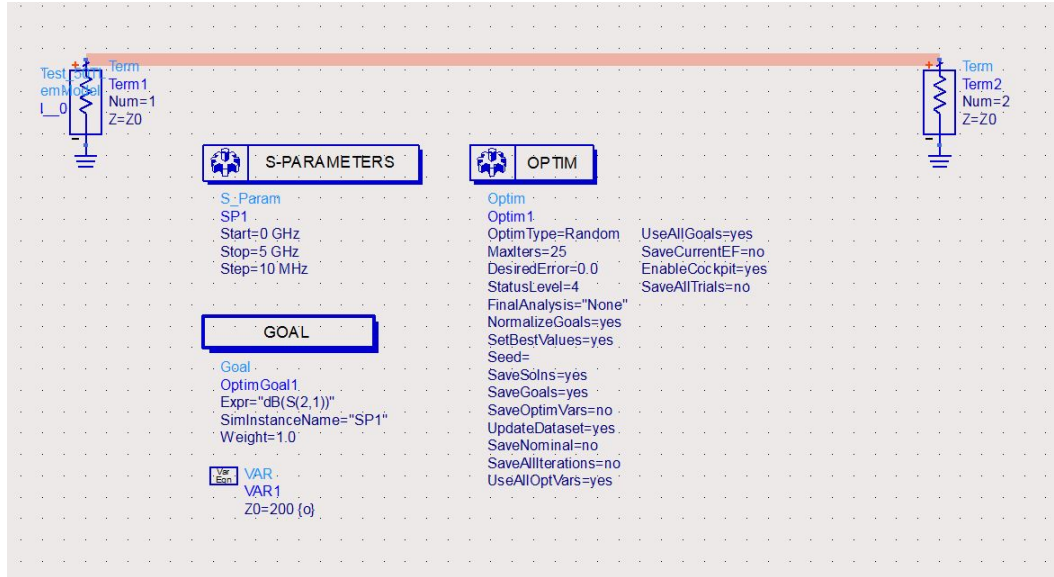 Term
Term1
Num=1
Z=Z0
I__0
Term
Term2
Num=2
Z=Z0
S-PARAMETERS
S_Param
SP1
Start=0 GHz
Stop=5 GHz
Step=10 MHz
OPTIM
Optim
Optim1
OptimType=Random
MaxIters=25
DesiredError=0.0
StatusLevel=4
FinalAnalysis="None"
NormalizeGoals=yes
SetBestValues=yes
Seed=
SaveSolns=yes
SaveGoals=yes
SaveOptimVars=no
UpdateDataset=yes
SaveNominal=no
SaveAllIterations=no
UseAllOptVars=yes
UseAllGoals=yes
SaveCurrentEF=no
EnableCockpit=yes
SaveAllTrials=no
GOAL
Goal
OptimGoal1
Expr="dB(S(2,1))"
SimInstanceName="SP1"
Weight=1.0
Var
Eqn
VAR
VAR1
Z0=200 {o}